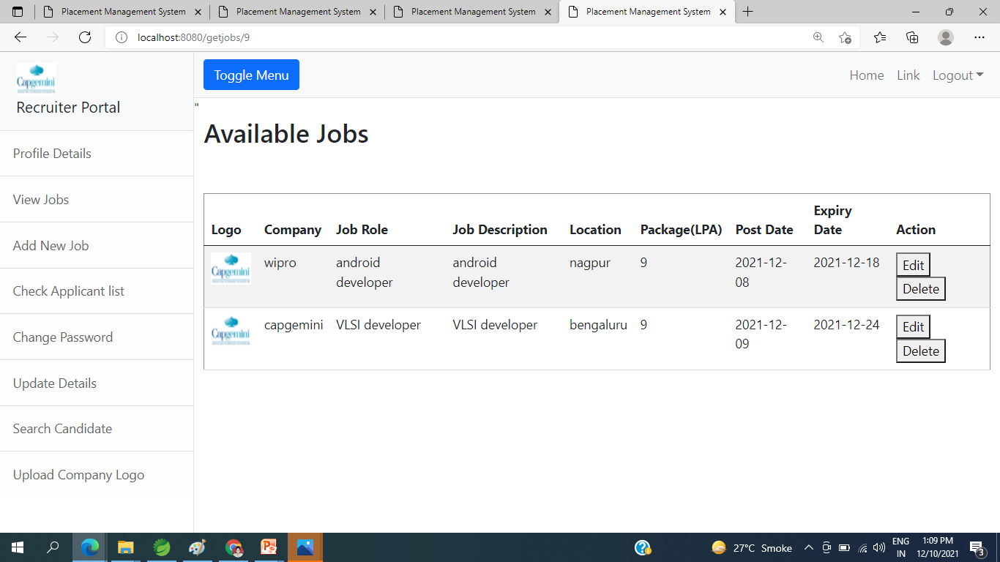 Placement Management System
Placement Management System
Placement Management System
Placement Management System
localhost:8080/getjobs/9
Capgemini
Recruiter Portal
Toggle Menu
Home Link Logout
"
Profile Details
View Jobs
Add New Job
Check Applicant list
Change Password
Update Details
Search Candidate
Upload Company Logo
Available Jobs
Logo Company Job Role Job Description Location Package(LPA) Post Date Expiry Date Action
Capgemini wipro android developer android developer nagpur 9 2021-12-08 2021-12-18 Edit Delete
Capgemini capgemini VLSI developer VLSI developer bengaluru 9 2021-12-09 2021-12-24 Edit Delete
27°C Smoke
ENG
IN
1:09 PM
12/10/2021
3